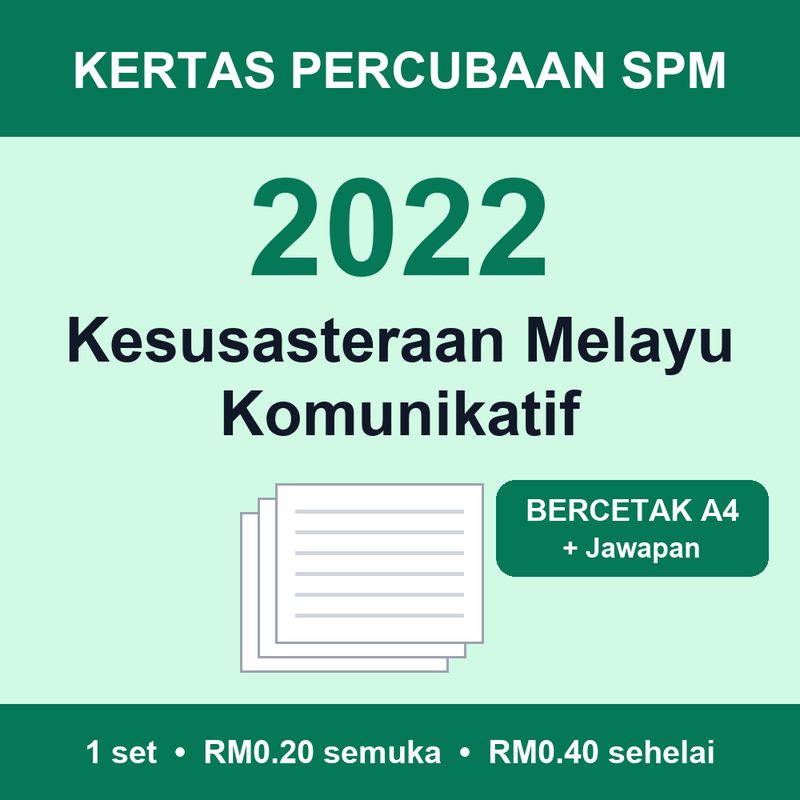 KERTAS PERCUBAAN SPM
2022
Kesusasteraan Melayu
Komunikatif
BERCETAK A4
+ Jawapan
1 set • RM0.20 semuka • RM0.40 sehelai